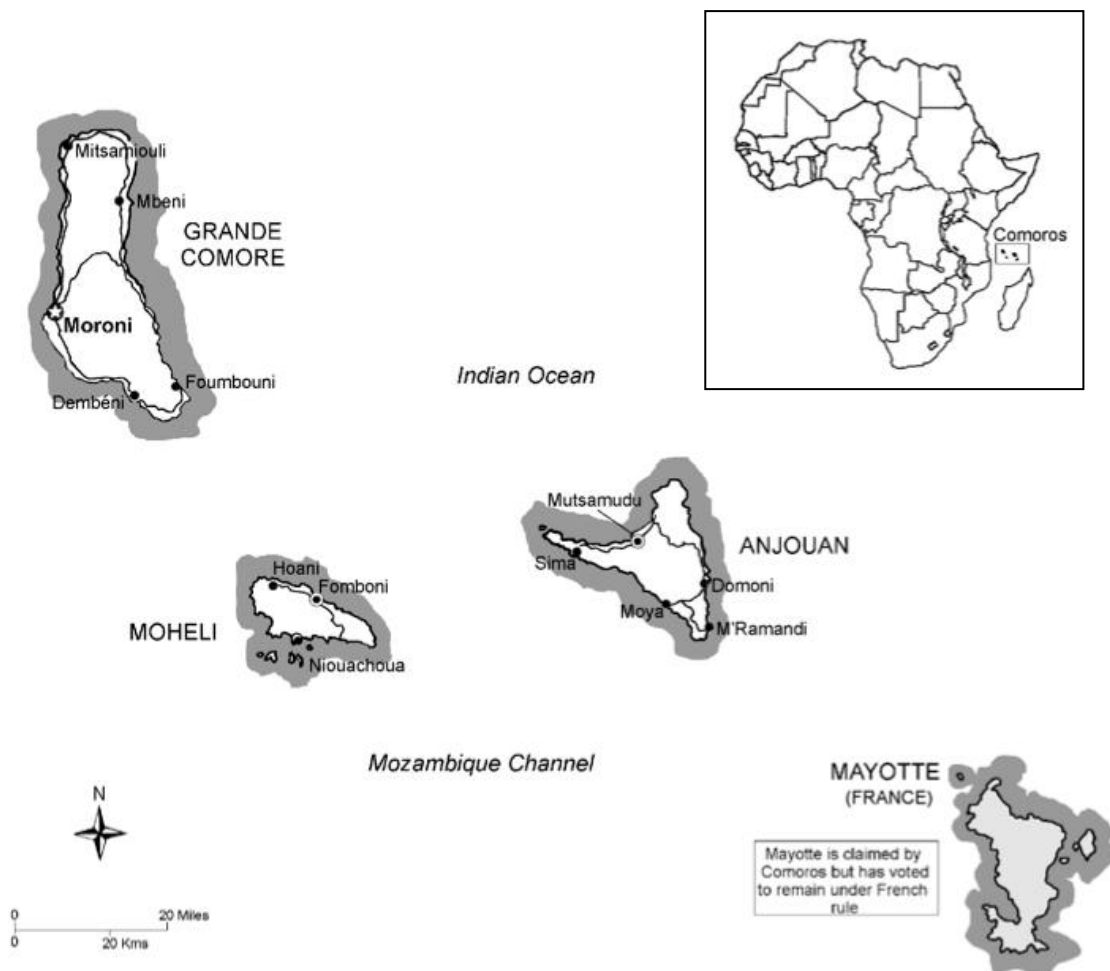 Comoros
Mitsamiouli
Mbeni
GRANDE
COMORE
Moroni
Foumbouni
Dembéni
Indian Ocean
Mutsamudu
ANJOUAN
Sima
Domoni
Moya
M'Ramandi
Hoani
Fomboni
MOHELI
Niouachoua
Mozambique Channel
MAYOTTE
(FRANCE)
Mayotte is claimed by
Comoros but has voted
to remain under French
rule
N
0 20 Miles
0 20 Kms